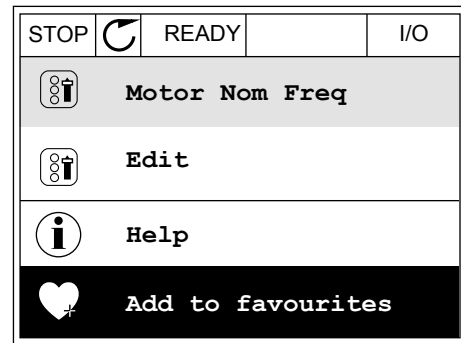 STOP READY I/O
Motor Nom Freq
Edit
Help
Add to favourites